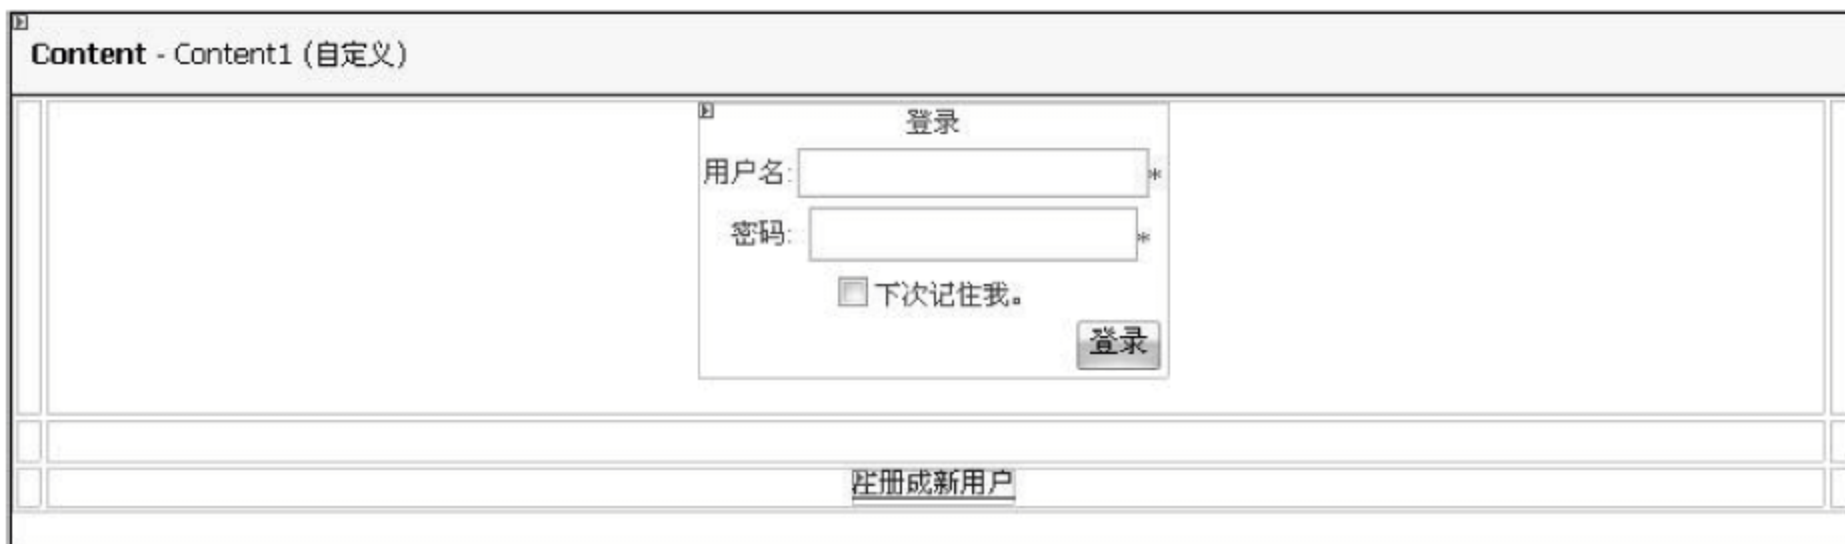 Content - Content1 (自定义)
登录
用户名: *
密码: *
下次记住我。
登录
注册成新用户